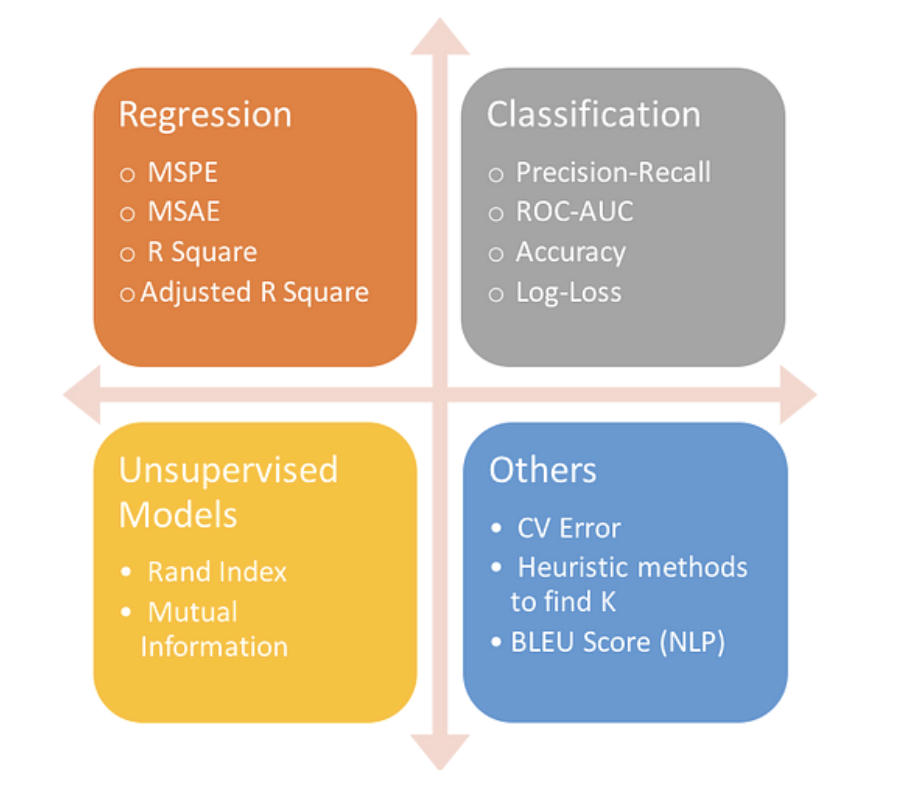 Regression
○ MSPE
○ MSAE
○ R Square
○ Adjusted R Square
Classification
○ Precision-Recall
○ ROC-AUC
○ Accuracy
○ Log-Loss
Unsupervised
Models
• Rand Index
• Mutual
Information
Others
• CV Error
• Heuristic methods
to find K
• BLEU Score (NLP)